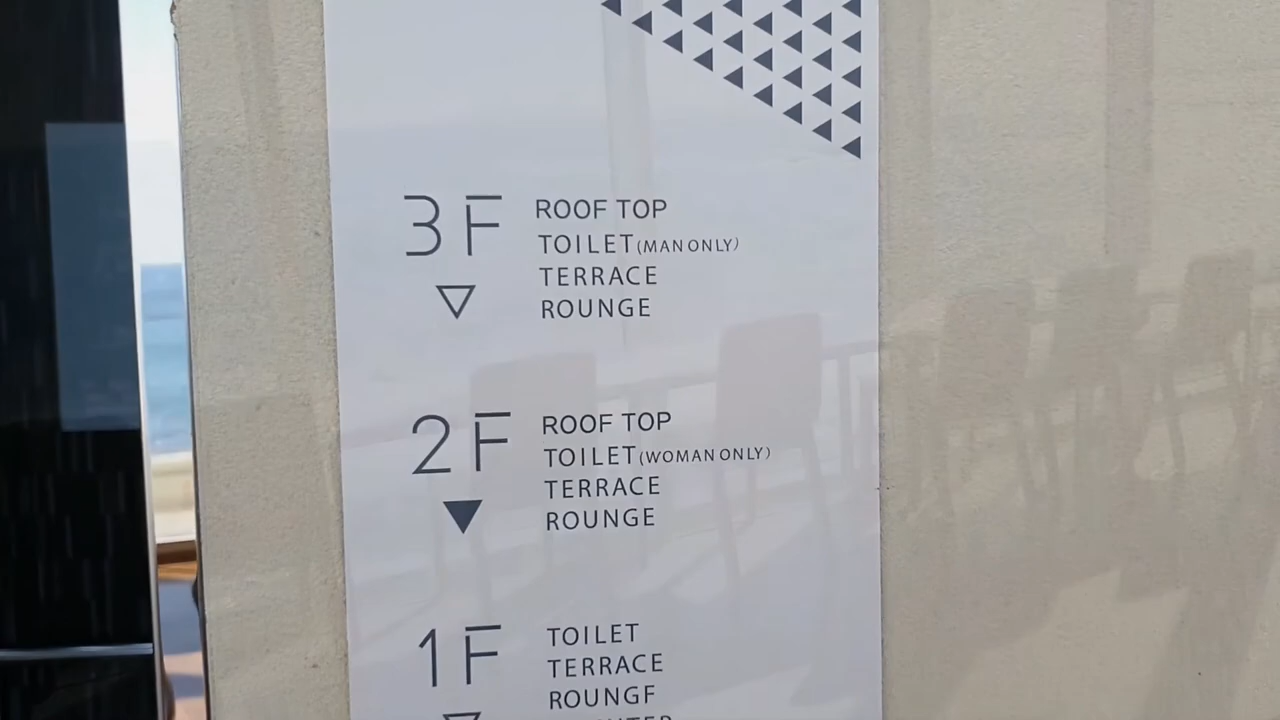 3F
ROOF TOP
TOILET(MAN ONLY)
TERRACE
ROUNGE
2F
ROOF TOP
TOILET(WOMAN ONLY)
TERRACE
ROUNGE
1F
TOILET
TERRACE
ROUNGF